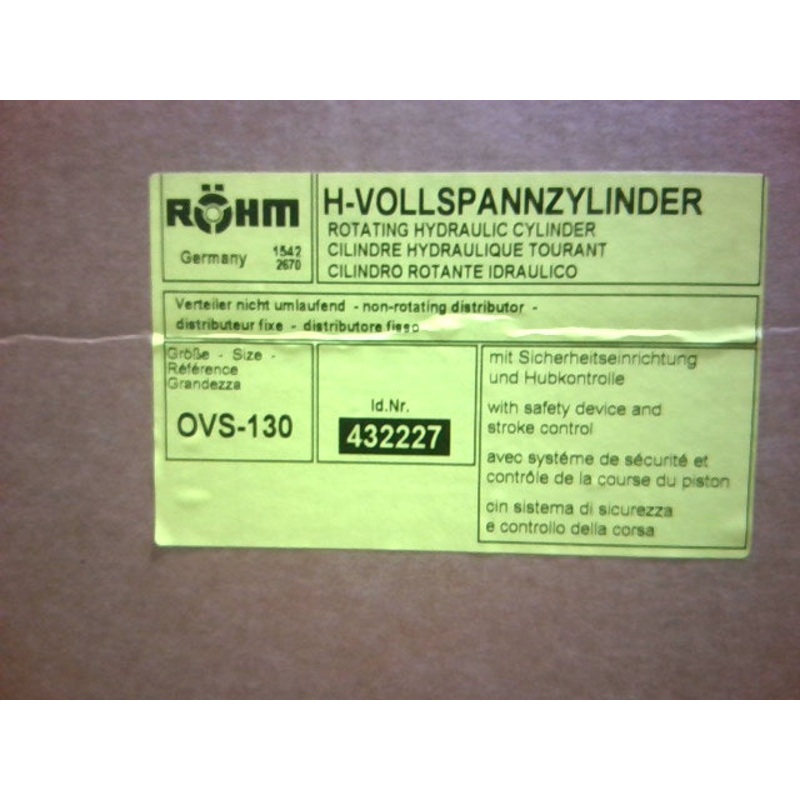 RÖHM
Germany
1542
2670
H-VOLLSPANNZYLINDER
ROTATING HYDRAULIC CYLINDER
CILINDRE HYDRAULIQUE TOURANT
CILINDRO ROTANTE IDRAULICO
Verteiler nicht umlaufend - non-rotating distributor -
distributeur fixe - distributore fisso
Größe - Size -
Référence
Grandezza
OVS-130
Id.Nr.
432227
mit Sicherheitseinrichtung
und Hubkontrolle
with safety device and
stroke control
avec systéme de sécurité et
contrôle de la course du piston
cin sistema di sicurezza
e controllo della corsa